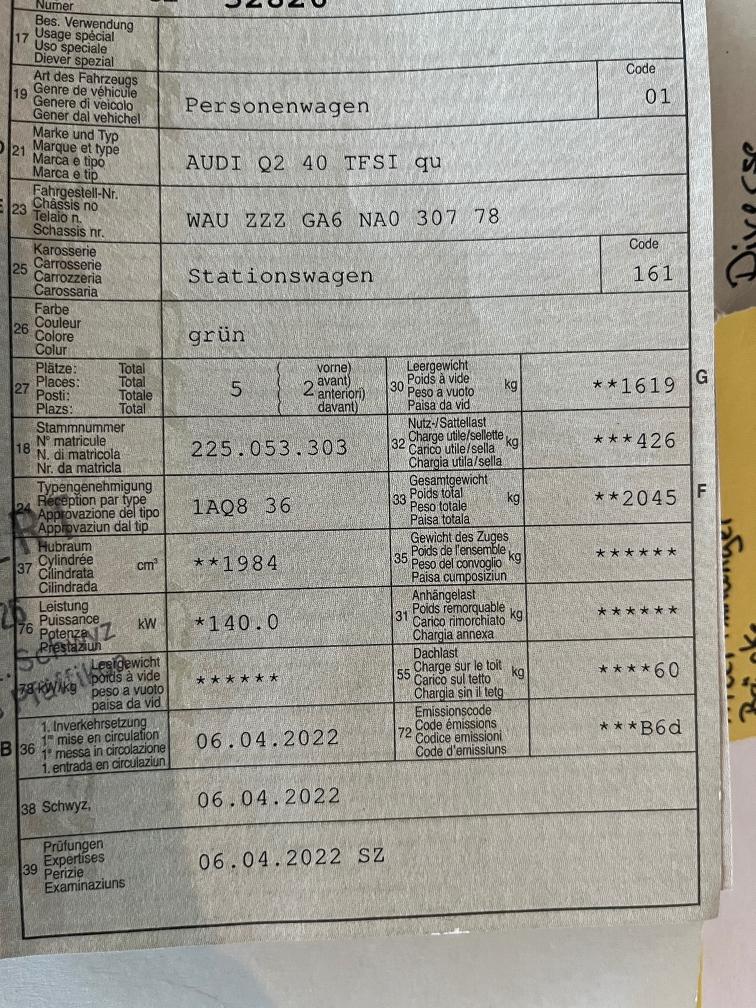 Numer
32820
17 Bes. Verwendung
Usage spécial
Uso speciale
Diever spezial
19 Art des Fahrzeugs
Genre de véhicule
Genere di veicolo
Gener dal vehichel
Personenwagen
Code
01
21 Marke und Typ
Marque et type
Marca e tipo
Marca e tip
AUDI Q2 40 TFSI qu
23 Fahrgestell-Nr.
Châssis no
Telaio n.
Schassis nr.
WAU ZZZ GA6 NA0 307 78
25 Karosserie
Carrosserie
Carrozzeria
Carossaria
Stationswagen
Code
161
26 Farbe
Couleur
Colore
Colur
grün
27 Plätze: Total
Places: Total
Posti: Totale
Plazs: Total
5 ( 2 vorne)
avant)
anteriori)
davant)
30 Leergewicht
Poids à vide
Peso a vuoto
Paisa da vid
kg
**1619
G
18 Stammnummer
N° matricule
N. di matricola
Nr. da matricla
225.053.303
32 Nutz-/Sattellast
Charge utile/sellette
Carico utile/sella
Chargia utila/sella
kg
***426
24 Typengenehmigung
Réception par type
Approvazione del tipo
Approvaziun dal tip
1AQ8 36
33 Gesamtgewicht
Poids total
Peso totale
Paisa totala
kg
**2045
F
37 Hubraum
Cylindrée
Cilindrata
Cilindrada
cm³
**1984
35 Gewicht des Zuges
Poids de l'ensemble
Peso del convoglio
Paisa cumposiziun
kg
******
76 Leistung
Puissance
Potenza
Prestaziun
kW
*140.0
31 Anhängelast
Poids remorquable
Carico rimorchiato
Chargia annexa
kg
******
78 kW/kg Leergewicht
poids à vide
peso a vuoto
paisa da vid
******
55 Dachlast
Charge sur le toit
Carico sul tetto
Chargia sin il tetg
kg
****60
B 36 1. Inverkehrsetzung
1re mise en circulation
1a messa in circolazione
1. entrada en circulaziun
06.04.2022
72 Emissionscode
Code émissions
Codice emissioni
Code d'emissiuns
***B6d
38 Schwyz,
06.04.2022
39 Prüfungen
Expertises
Perizie
Examinaziuns
06.04.2022 SZ
Schwyz
Diverse